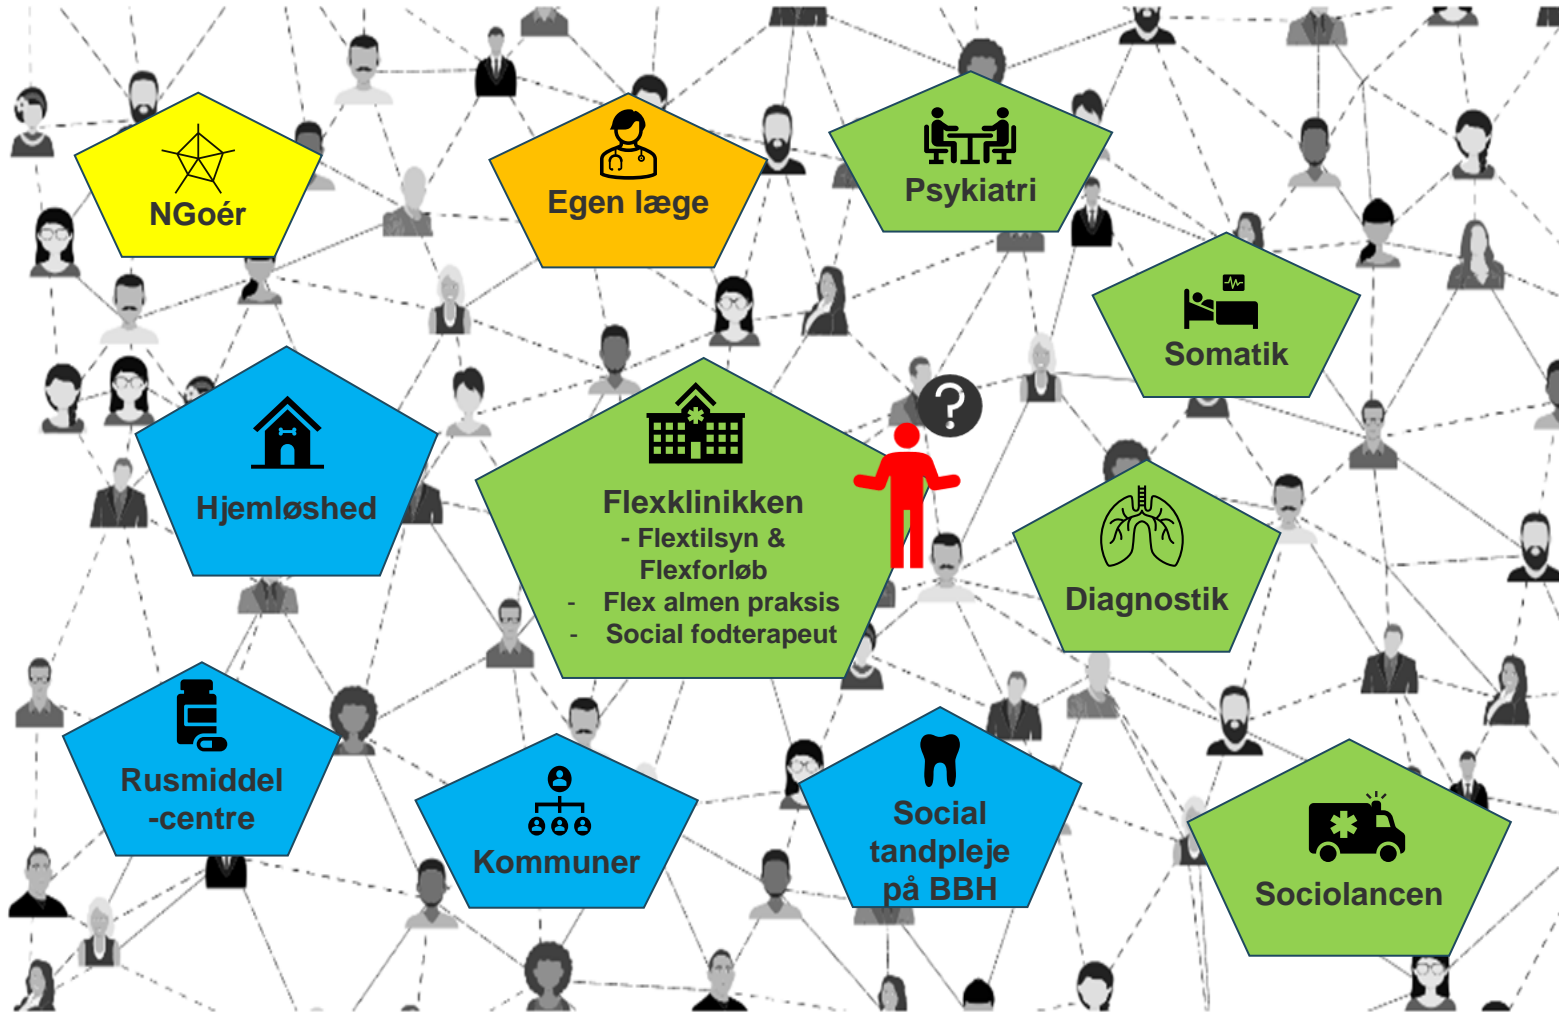 NGoér
Egen læge
Psykiatri
Somatik
Hjemløshed
?
Flexklinikken
- Flextilsyn &
Flexforløb
- Flex almen praksis
- Social fodterapeut
Diagnostik
Rusmiddel
-centre
Kommuner
Social
tandpleje
på BBH
Sociolancen